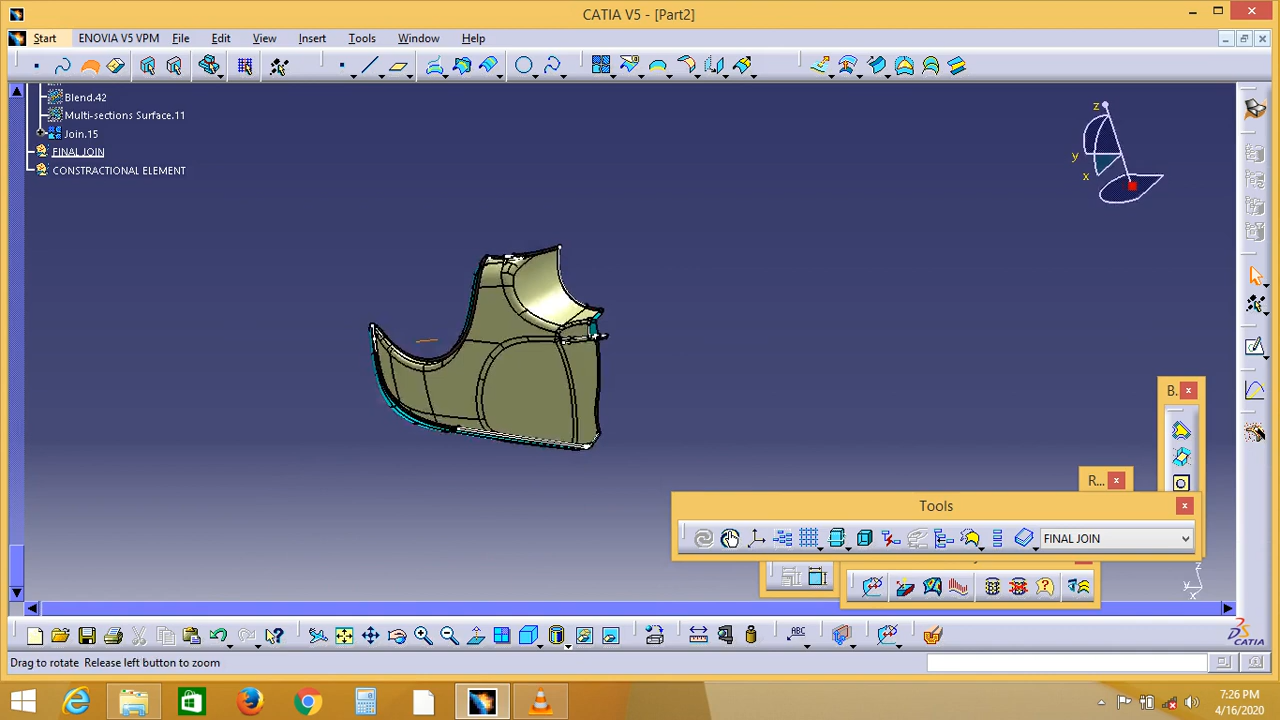 CATIA V5 - [Part2]
Start ENOVIA V5 VPM File Edit View Insert Tools Window Help
Blend.42
Multi-sections Surface.11
Join.15
FINAL JOIN
CONSTRACTIONAL ELEMENT
z
y
x
B.
R...
Tools
FINAL JOIN
z
y
x
ABC
CATIA
Drag to rotate Release left button to zoom
7:26 PM
4/16/2020